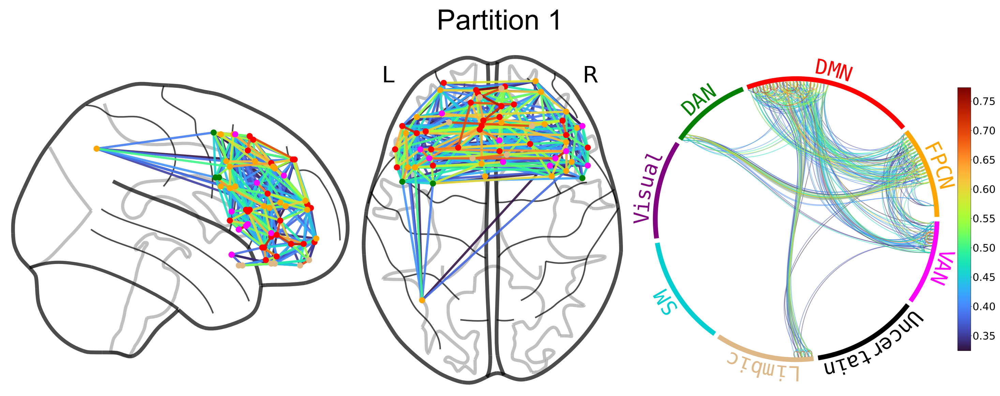 Partition 1
L
R
DMN
DAN
FPCN
Visual
VAN
SM
Uncertain
Limbic
0.75
0.70
0.65
0.60
0.55
0.50
0.45
0.40
0.35